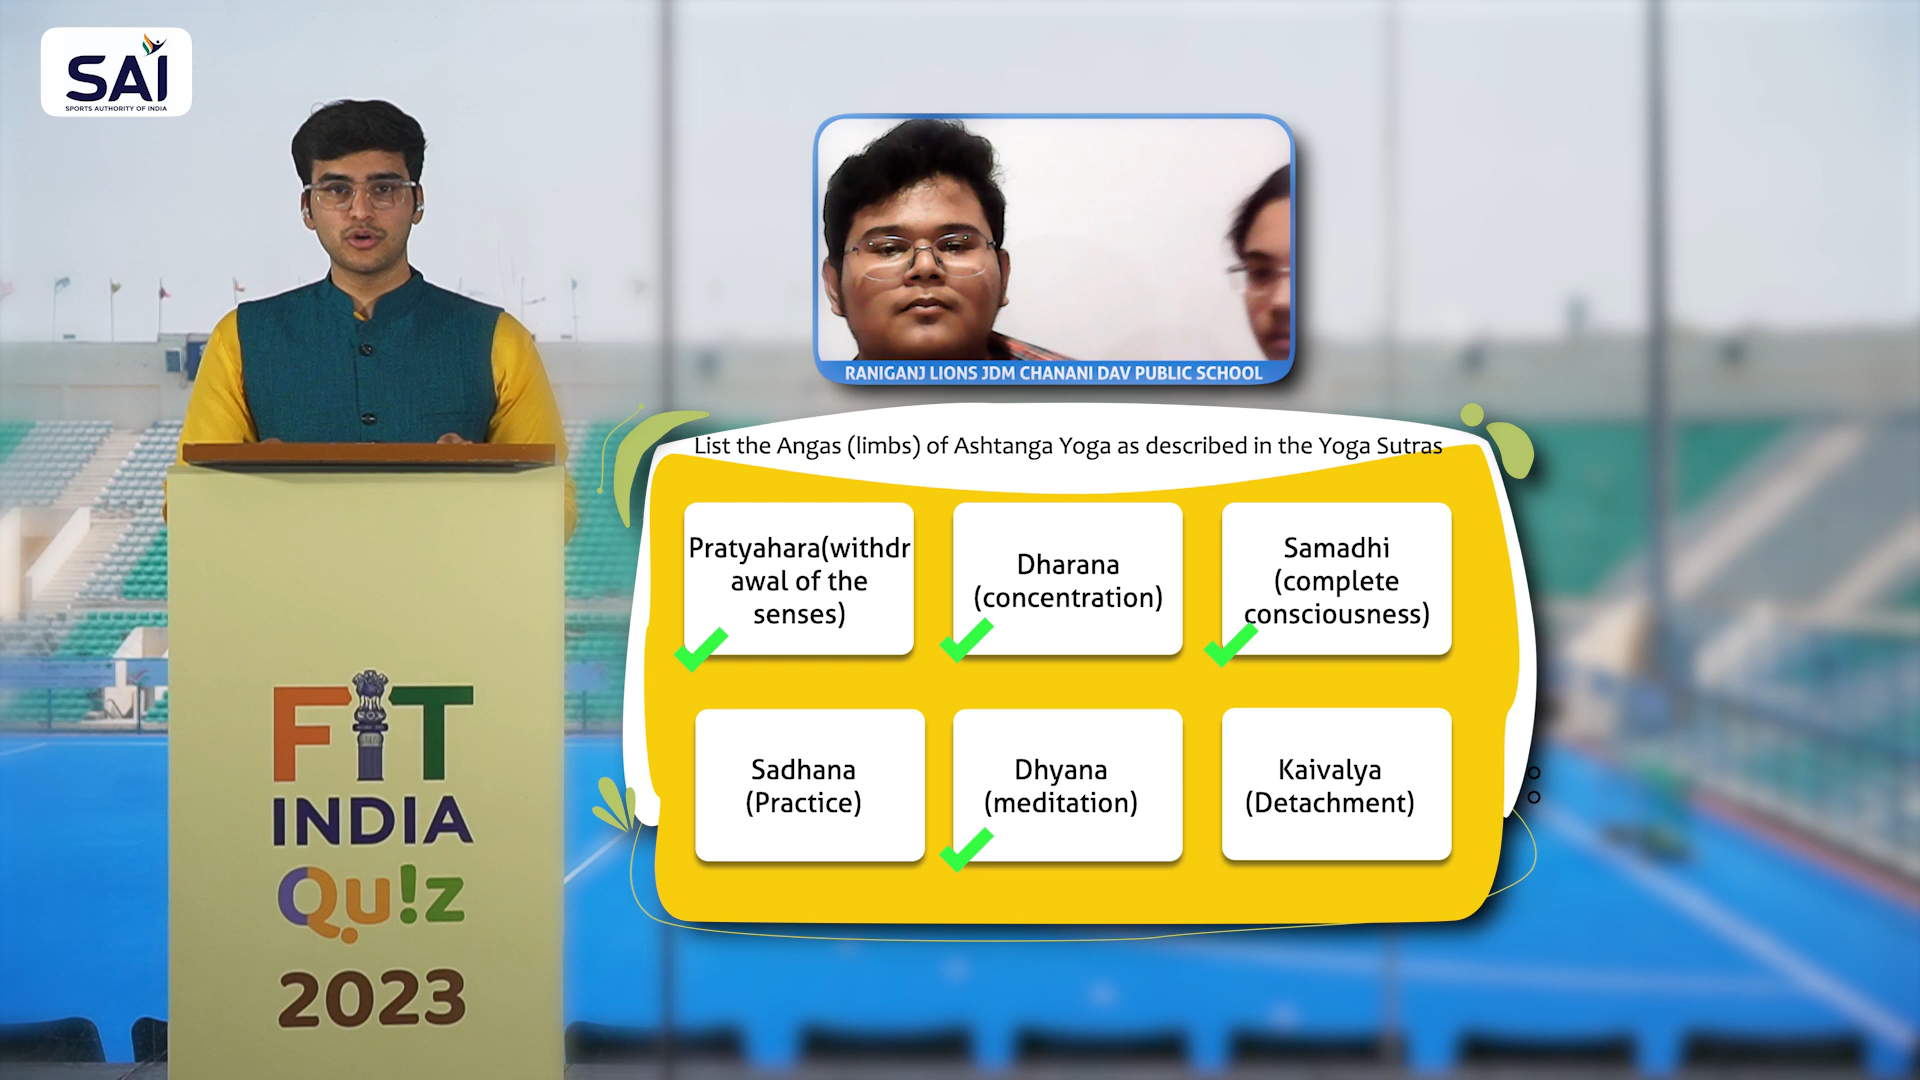 SAI
SPORTS AUTHORITY OF INDIA
RANIGANJ LIONS JDM CHANANI DAV PUBLIC SCHOOL
List the Angas (limbs) of Ashtanga Yoga as described in the Yoga Sutras
Pratyahara(withdr
awal of the
senses)
Dharana
(concentration)
Samadhi
(complete
consciousness)
Sadhana
(Practice)
Dhyana
(meditation)
Kaivalya
(Detachment)
FIT
INDIA
Qu!z
2023